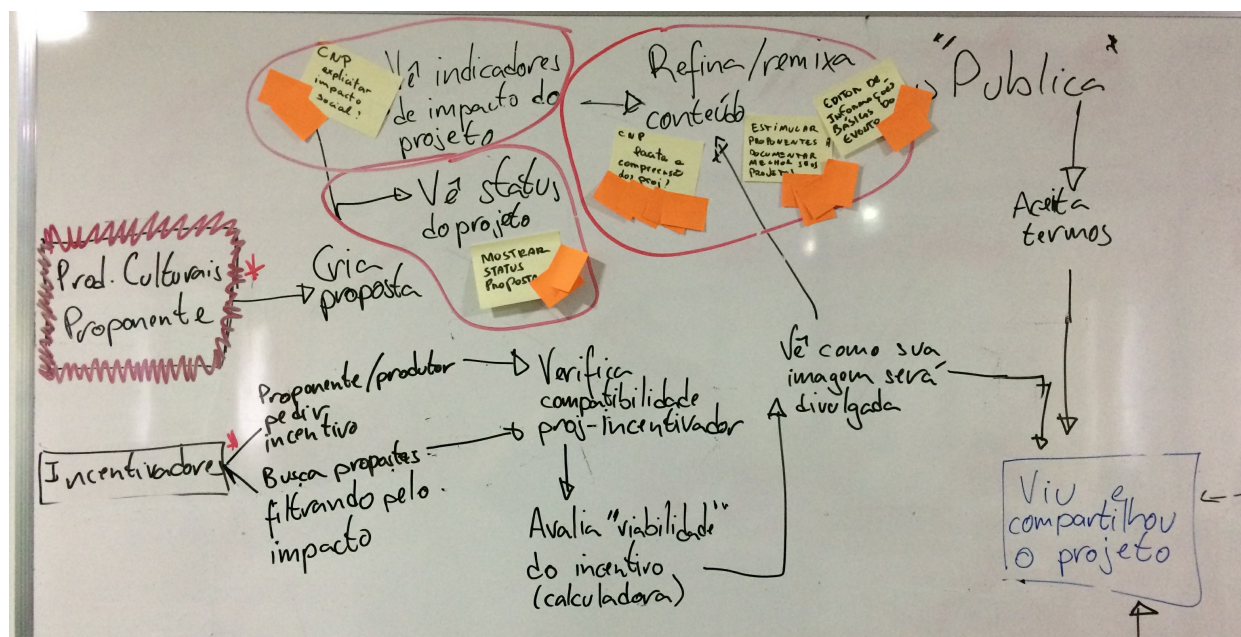 CNP
explicitar
impacto
social?
Vê indicadores
de impacto do
projeto
Refina/remixa
conteúdo
CNP
facita a
compreensão
dos proj?
ESTIMULAR
PROPONENTES A
DOCUMENTAR
MELHOR SEUS
PROJETOS
EDITOR DE
INFORMAÇÕES
BÁSICAS DO
EVENTO
"Publica"
Aceita
termos
Vê status
do projeto
MOSTRAR
STATUS
PROPOSTA
Prod. Culturais *
Proponente
Cria
proposta
Incentivadores *
Proponente/produtor
pedir
incentivo
Busca propostas
filtrando pelo
impacto
Verifica
compatibilidade
proj-incentivador
Avalia "viabilidade"
do incentivo
(calculadora)
Vê como sua
imagem será
divulgada
Viu e
compartilhou
o projeto